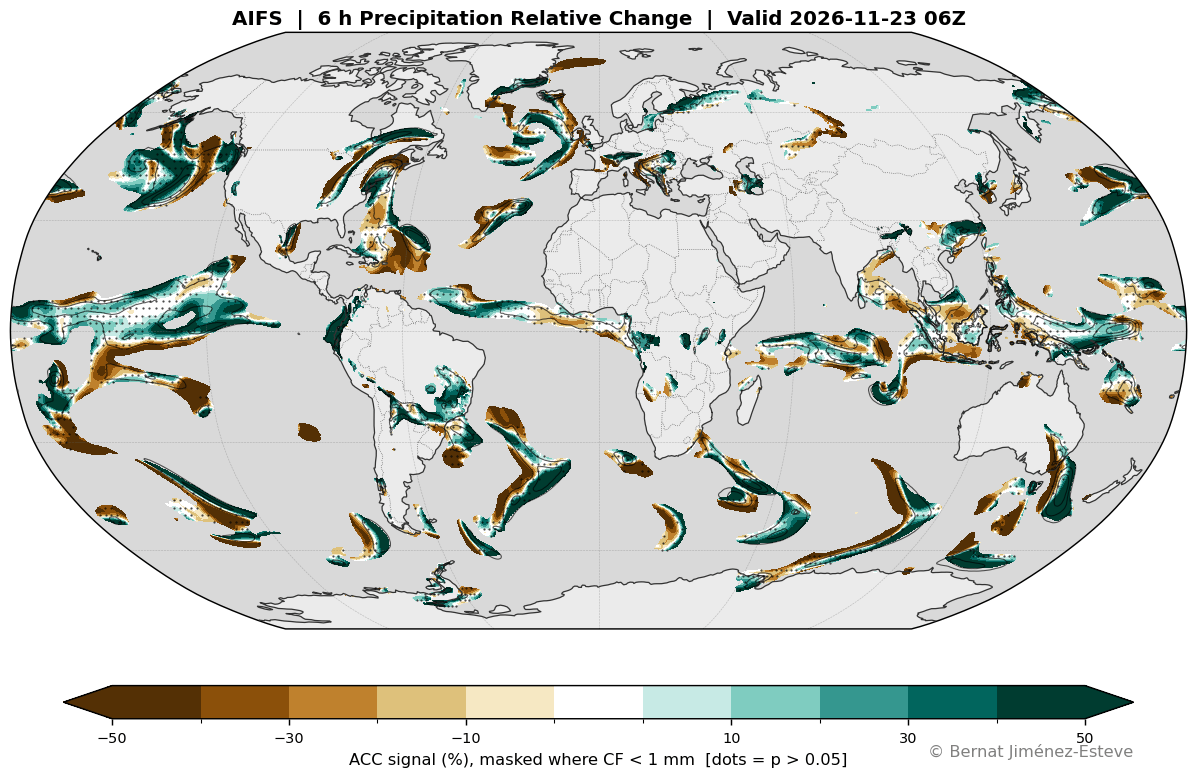 AIFS | 6 h Precipitation Relative Change | Valid 2026-11-23 06Z
−50 −30 −10 10 30 50
© Bernat Jiménez-Esteve
ACC signal (%), masked where CF < 1 mm [dots = p > 0.05]